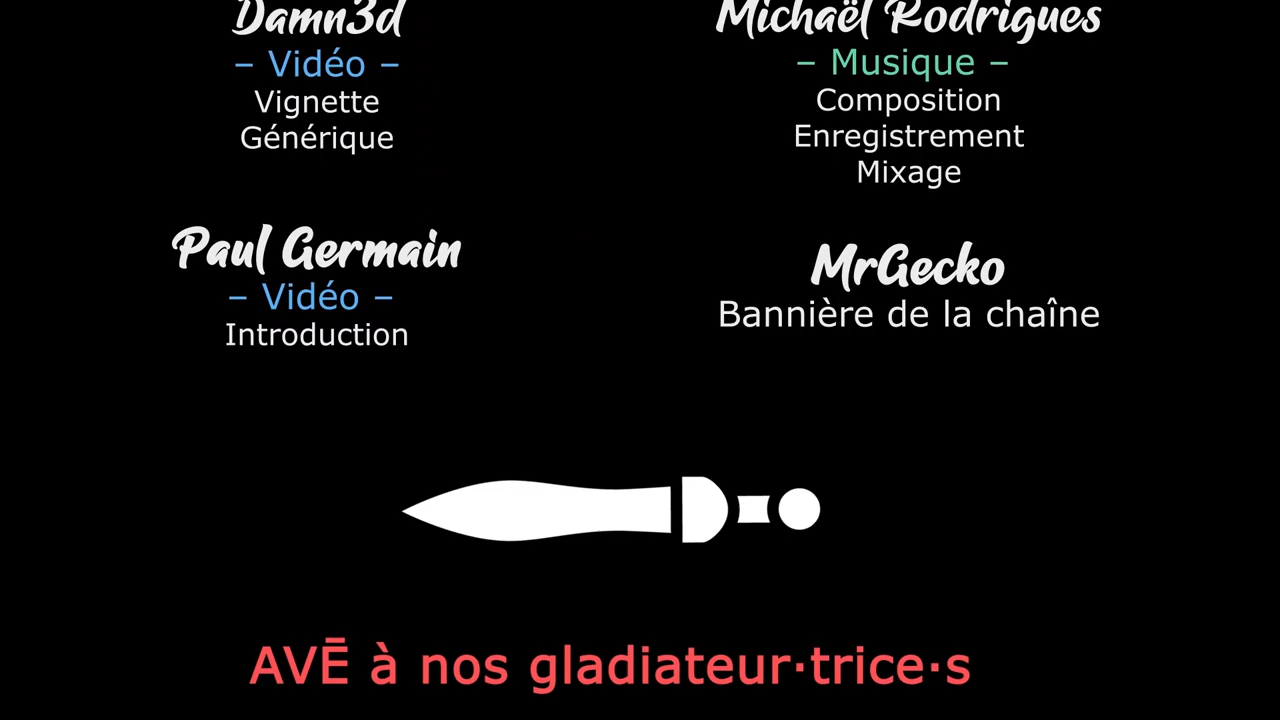 Damn3d
– Vidéo –
Vignette
Générique
Michaël Rodrigues
– Musique –
Composition
Enregistrement
Mixage
Paul Germain
– Vidéo –
Introduction
MrGecko
Bannière de la chaîne
AVĒ à nos gladiateur·trice·s